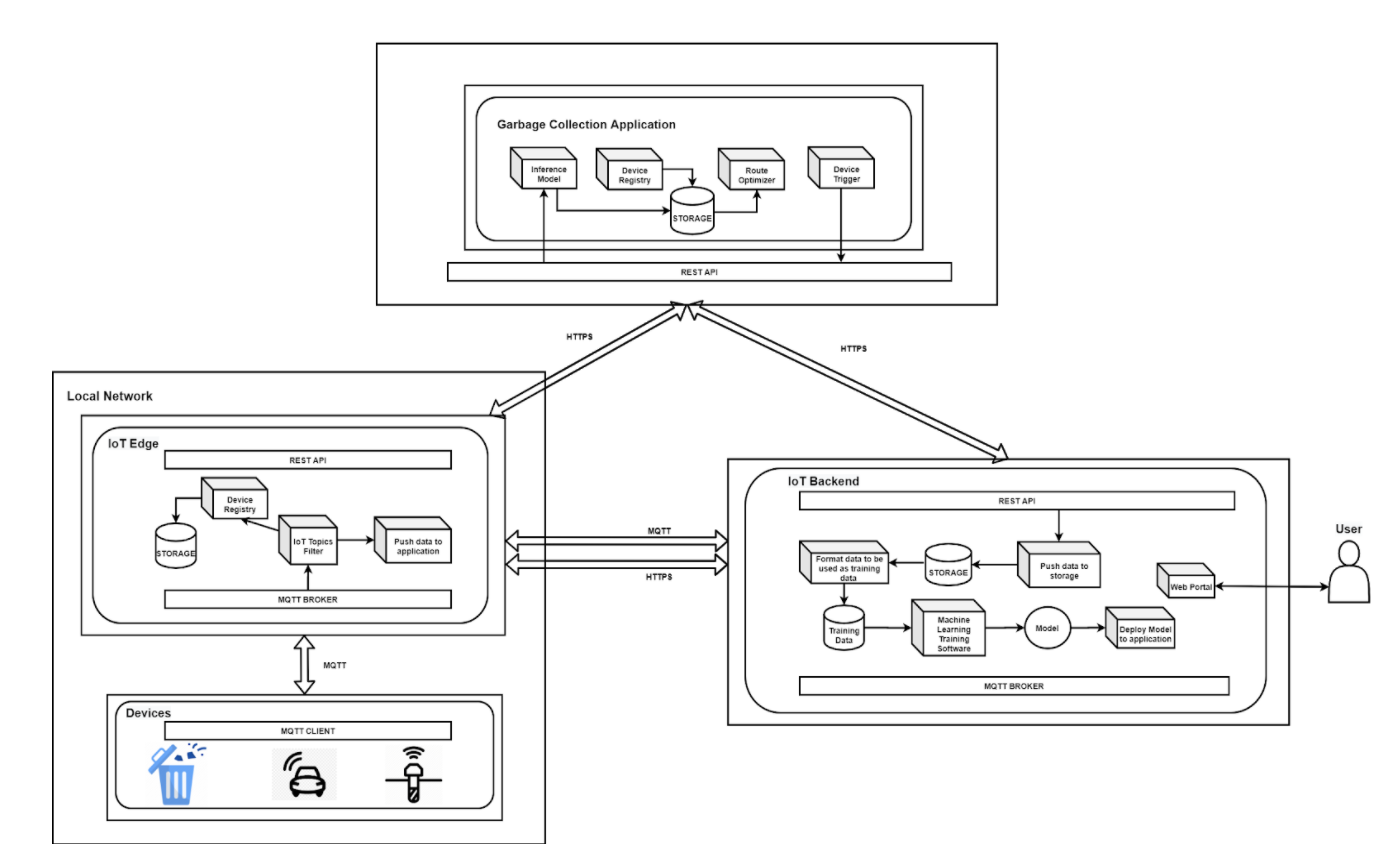 Garbage Collection Application
Inference
Model
Device
Registry
Route
Optimizer
Device
Trigger
STORAGE
REST API
HTTPS
HTTPS
Local Network
IoT Edge
REST API
Device
Registry
STORAGE
IoT Topics
Filter
Push data to
application
MQTT BROKER
MQTT
HTTPS
MQTT
Devices
MQTT CLIENT
IoT Backend
REST API
Format data to be
used as training
data
STORAGE
Push data to
storage
Web Portal
Training
Data
Machine
Learning
Training
Software
Model
Deploy Model
to application
MQTT BROKER
User